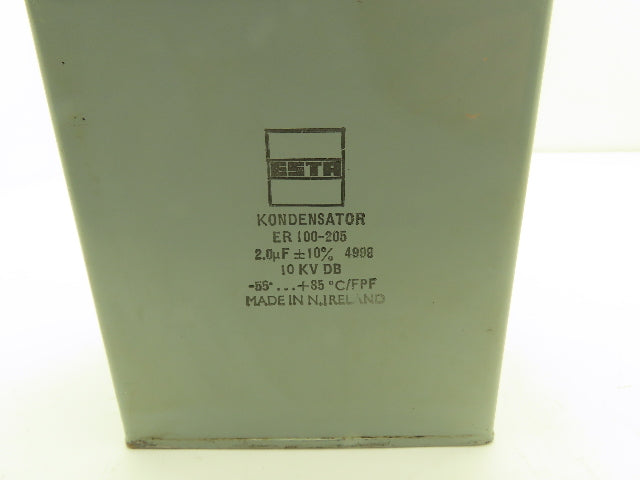 ESTA
KONDENSATOR
ER 100-205
2.0µF ±10% 4998
10 KV DB
-55°...+85 °C/FPF
MADE IN N.IRELAND